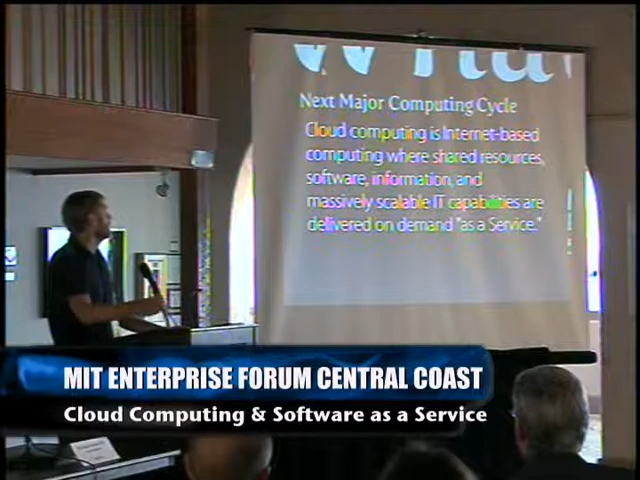 Virtual
Next Major Computing Cycle
Cloud computing is Internet-based
computing where shared resources,
software, information, and
massively scalable IT capabilities are
delivered on demand "as a Service."
MIT ENTERPRISE FORUM CENTRAL COAST
Cloud Computing & Software as a Service